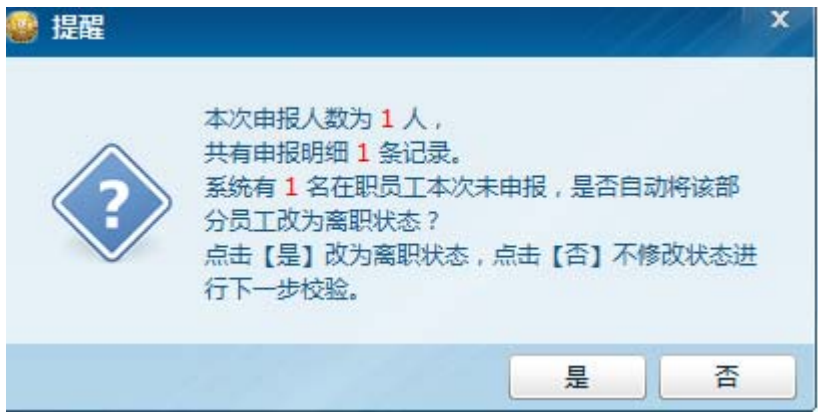 提醒
x
本次申报人数为 1 人，
共有申报明细 1 条记录。
系统有 1 名在职员工本次未申报，是否自动将该部
分员工改为离职状态？
点击【是】改为离职状态，点击【否】不修改状态进
行下一步校验。
?
是
否